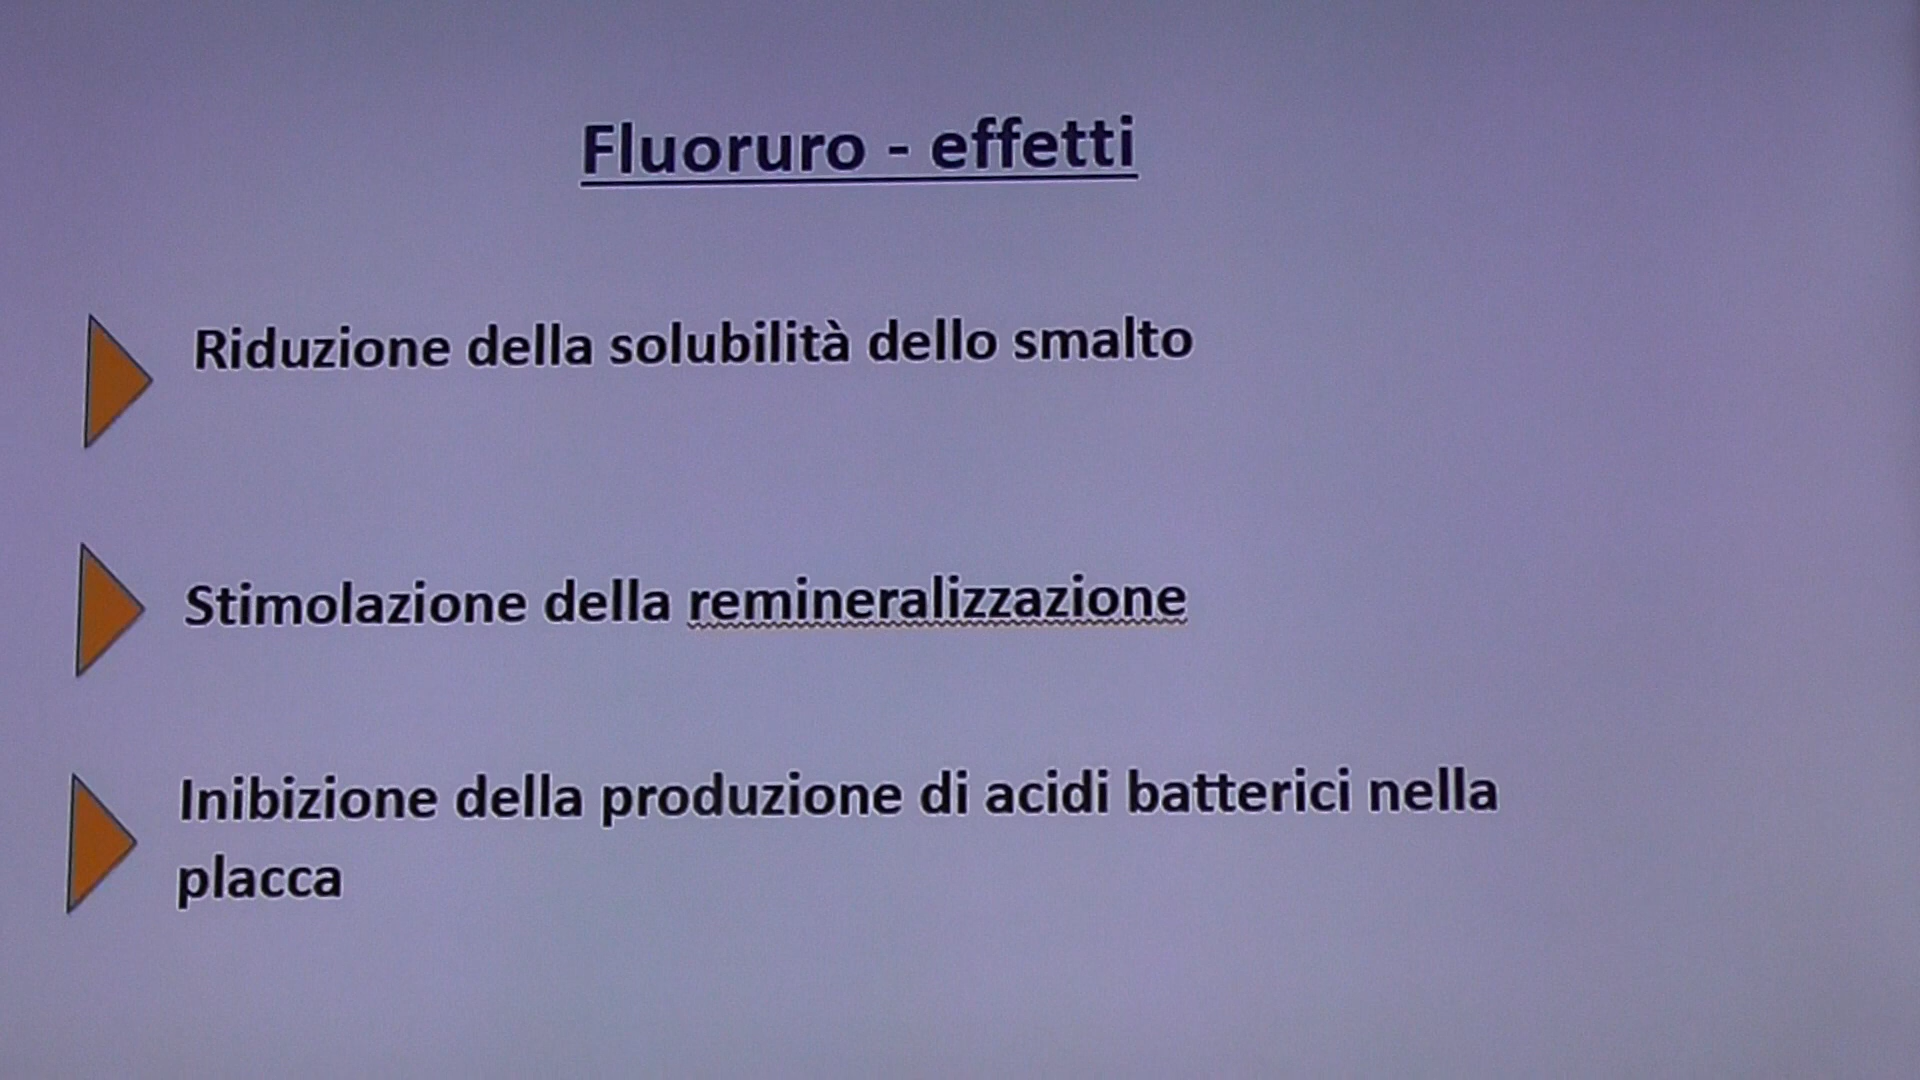 Fluoruro - effetti
Riduzione della solubilità dello smalto
Stimolazione della remineralizzazione
Inibizione della produzione di acidi batterici nella
placca